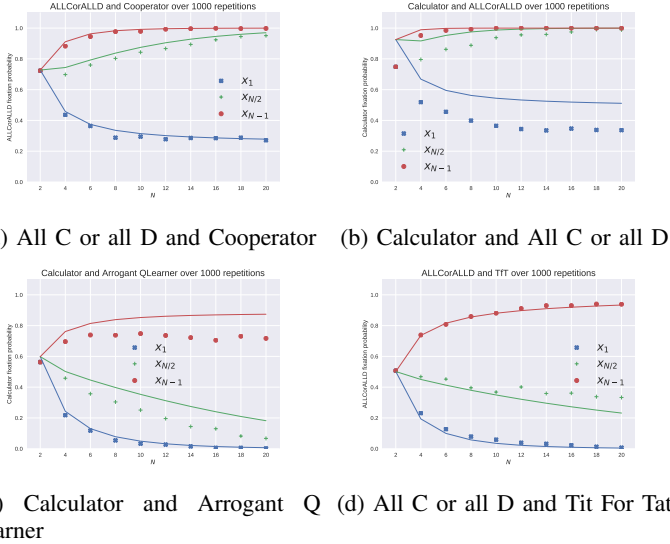 ALLCorALLD and Cooperator over 1000 repetitions
ALLCorALLD fixation probability
1.0
0.8
0.6
0.4
0.2
0.0
x1
xN/2
xN−1
2 4 6 8 10 12 14 16 18 20
N
) All C or all D and Cooperator
Calculator and ALLCorALLD over 1000 repetitions
Calculator fixation probability
1.0
0.8
0.6
0.4
0.2
0.0
x1
xN/2
xN−1
2 4 6 8 10 12 14 16 18 20
N
(b) Calculator and All C or all D
Calculator and Arrogant QLearner over 1000 repetitions
Calculator fixation probability
1.0
0.8
0.6
0.4
0.2
0.0
x1
xN/2
xN−1
2 4 6 8 10 12 14 16 18 20
N
) Calculator and Arrogant Q
arner
ALLCorALLD and TfT over 1000 repetitions
ALLCorALLD fixation probability
1.0
0.8
0.6
0.4
0.2
0.0
x1
xN/2
xN−1
2 4 6 8 10 12 14 16 18 20
N
(d) All C or all D and Tit For Tat